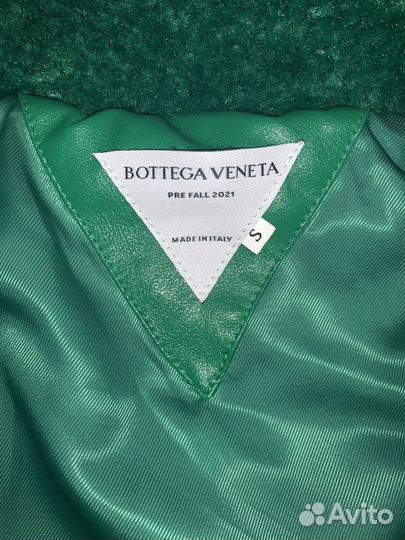 BOTTEGA VENETA
PRE FALL 2021
MADE IN ITALY
S
Avito